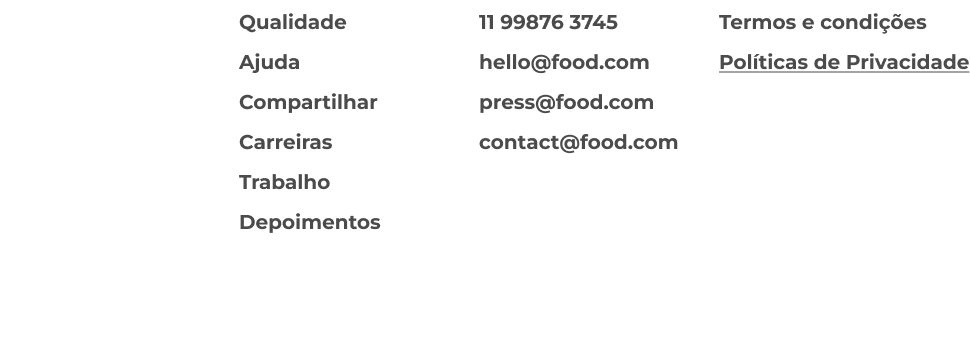 Qualidade
Ajuda
Compartilhar
Carreiras
Trabalho
Depoimentos
11 99876 3745
hello@food.com
press@food.com
contact@food.com
Termos e condições
Políticas de Privacidade